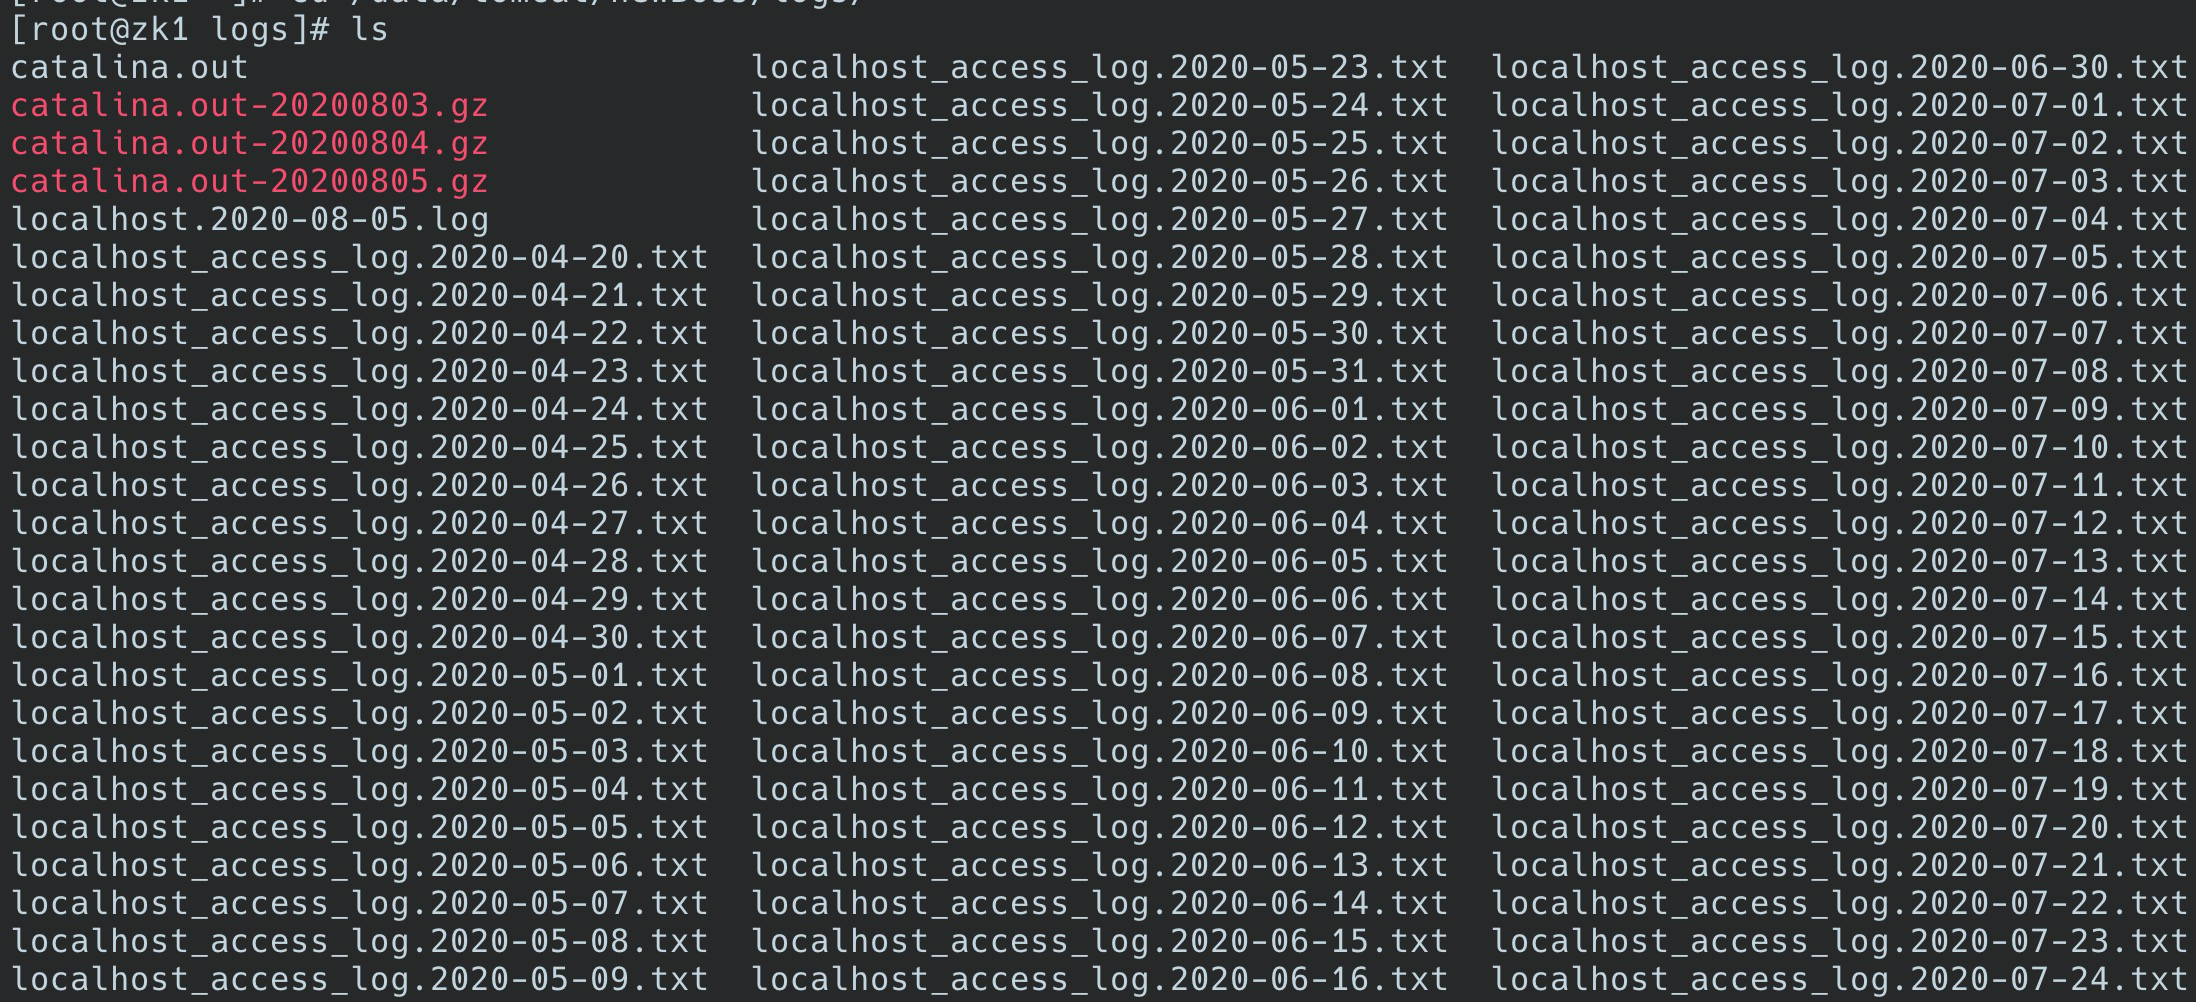 [root@zk1 logs]# ls
catalina.out localhost_access_log.2020-05-23.txt localhost_access_log.2020-06-30.txt
catalina.out-20200803.gz localhost_access_log.2020-05-24.txt localhost_access_log.2020-07-01.txt
catalina.out-20200804.gz localhost_access_log.2020-05-25.txt localhost_access_log.2020-07-02.txt
catalina.out-20200805.gz localhost_access_log.2020-05-26.txt localhost_access_log.2020-07-03.txt
localhost.2020-08-05.log localhost_access_log.2020-05-27.txt localhost_access_log.2020-07-04.txt
localhost_access_log.2020-04-20.txt localhost_access_log.2020-05-28.txt localhost_access_log.2020-07-05.txt
localhost_access_log.2020-04-21.txt localhost_access_log.2020-05-29.txt localhost_access_log.2020-07-06.txt
localhost_access_log.2020-04-22.txt localhost_access_log.2020-05-30.txt localhost_access_log.2020-07-07.txt
localhost_access_log.2020-04-23.txt localhost_access_log.2020-05-31.txt localhost_access_log.2020-07-08.txt
localhost_access_log.2020-04-24.txt localhost_access_log.2020-06-01.txt localhost_access_log.2020-07-09.txt
localhost_access_log.2020-04-25.txt localhost_access_log.2020-06-02.txt localhost_access_log.2020-07-10.txt
localhost_access_log.2020-04-26.txt localhost_access_log.2020-06-03.txt localhost_access_log.2020-07-11.txt
localhost_access_log.2020-04-27.txt localhost_access_log.2020-06-04.txt localhost_access_log.2020-07-12.txt
localhost_access_log.2020-04-28.txt localhost_access_log.2020-06-05.txt localhost_access_log.2020-07-13.txt
localhost_access_log.2020-04-29.txt localhost_access_log.2020-06-06.txt localhost_access_log.2020-07-14.txt
localhost_access_log.2020-04-30.txt localhost_access_log.2020-06-07.txt localhost_access_log.2020-07-15.txt
localhost_access_log.2020-05-01.txt localhost_access_log.2020-06-08.txt localhost_access_log.2020-07-16.txt
localhost_access_log.2020-05-02.txt localhost_access_log.2020-06-09.txt localhost_access_log.2020-07-17.txt
localhost_access_log.2020-05-03.txt localhost_access_log.2020-06-10.txt localhost_access_log.2020-07-18.txt
localhost_access_log.2020-05-04.txt localhost_access_log.2020-06-11.txt localhost_access_log.2020-07-19.txt
localhost_access_log.2020-05-05.txt localhost_access_log.2020-06-12.txt localhost_access_log.2020-07-20.txt
localhost_access_log.2020-05-06.txt localhost_access_log.2020-06-13.txt localhost_access_log.2020-07-21.txt
localhost_access_log.2020-05-07.txt localhost_access_log.2020-06-14.txt localhost_access_log.2020-07-22.txt
localhost_access_log.2020-05-08.txt localhost_access_log.2020-06-15.txt localhost_access_log.2020-07-23.txt
localhost_access_log.2020-05-09.txt localhost_access_log.2020-06-16.txt localhost_access_log.2020-07-24.txt